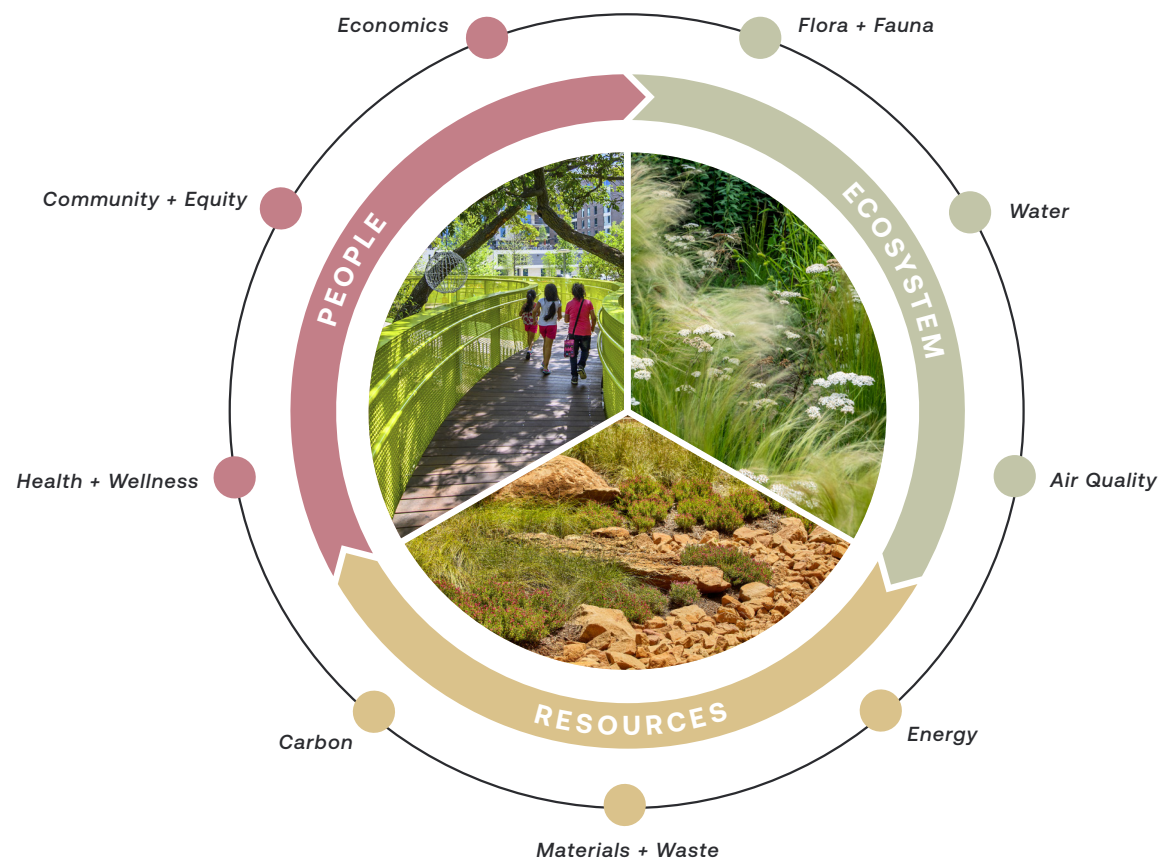 Economics
Flora + Fauna
Community + Equity
Water
PEOPLE
ECOSYSTEM
Health + Wellness
Air Quality
RESOURCES
Carbon
Energy
Materials + Waste